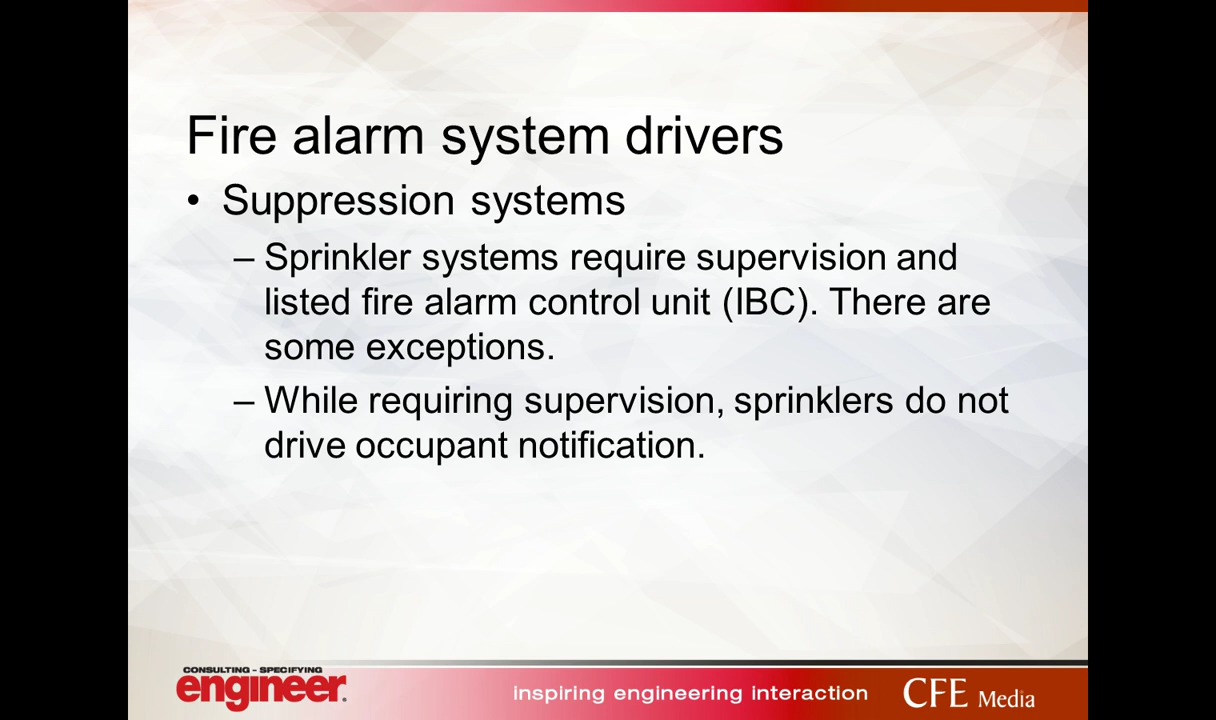 Fire alarm system drivers
• Suppression systems
– Sprinkler systems require supervision and
listed fire alarm control unit (IBC). There are
some exceptions.
– While requiring supervision, sprinklers do not
drive occupant notification.
CONSULTING - SPECIFYING
engineer.
inspiring engineering interaction
CFE Media